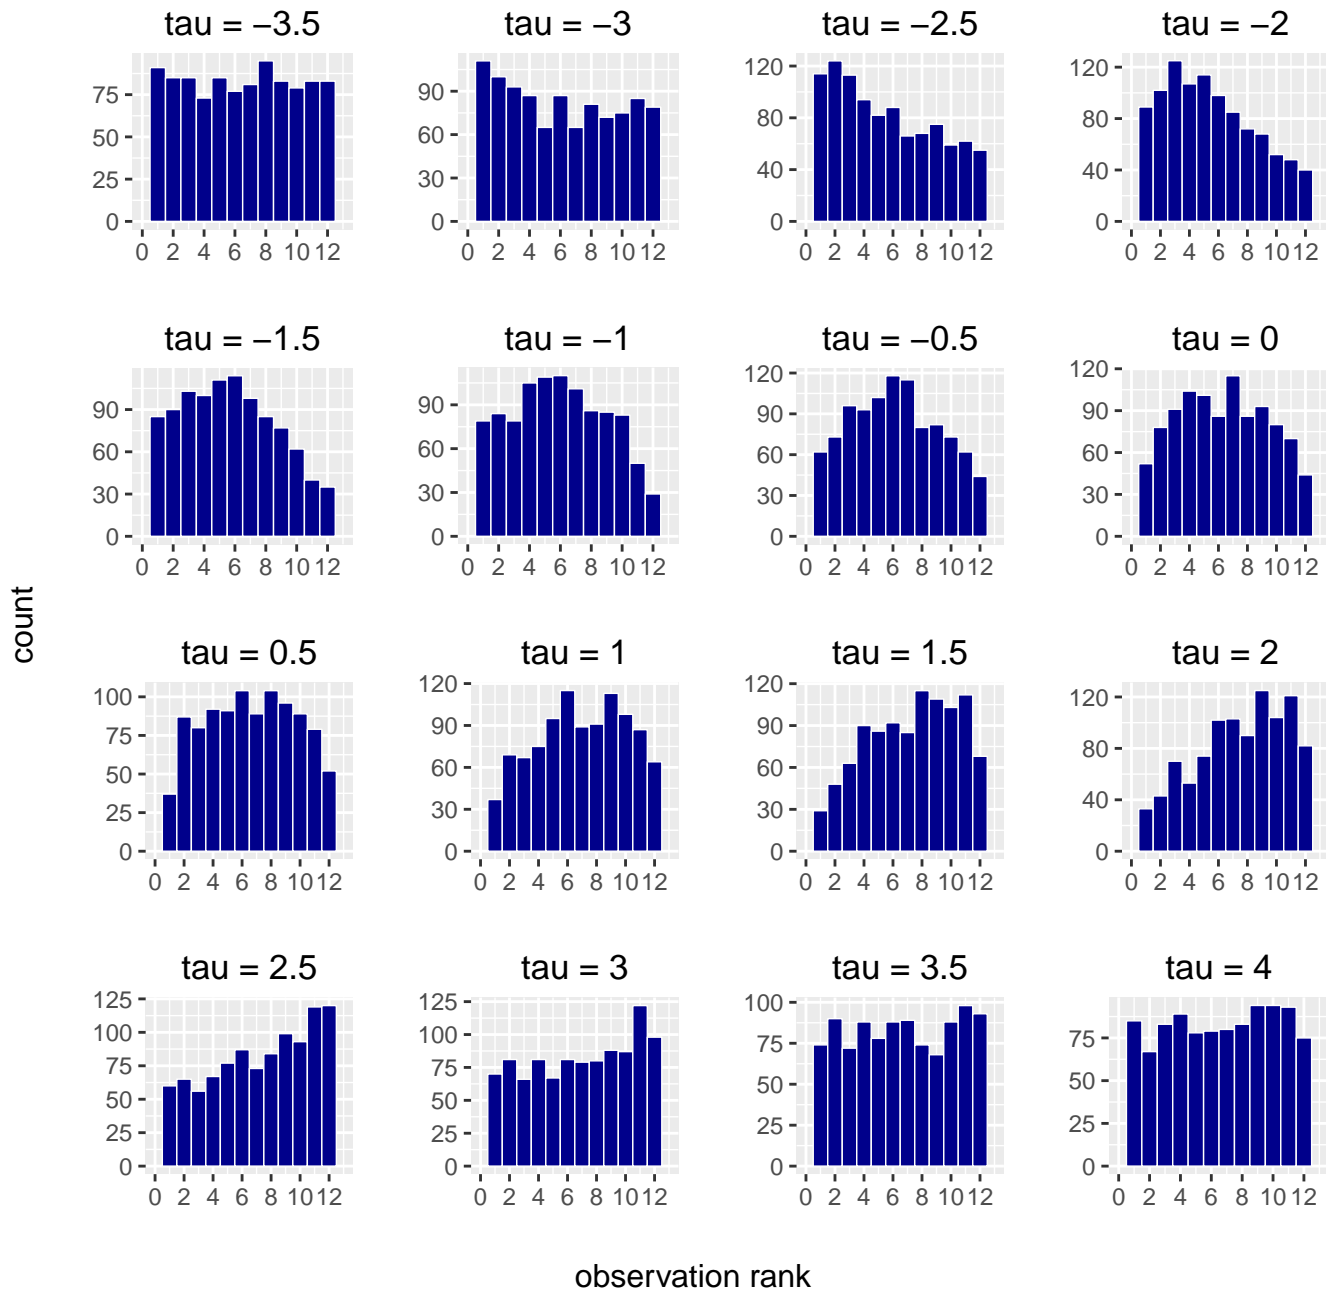 tau = −3.5 tau = −3 tau = −2.5 tau = −2
75 50 25 0
90 60 30 0
120 80 40 0
120 80 40 0
0 2 4 6 8 10 12 0 2 4 6 8 10 12 0 2 4 6 8 10 12 0 2 4 6 8 10 12
tau = −1.5 tau = −1 tau = −0.5 tau = 0
90 60 30 0
90 60 30 0
120 90 60 30 0
120 90 60 30 0
0 2 4 6 8 10 12 0 2 4 6 8 10 12 0 2 4 6 8 10 12 0 2 4 6 8 10 12
count
tau = 0.5 tau = 1 tau = 1.5 tau = 2
100 75 50 25 0
120 90 60 30 0
120 90 60 30 0
120 80 40 0
0 2 4 6 8 10 12 0 2 4 6 8 10 12 0 2 4 6 8 10 12 0 2 4 6 8 10 12
tau = 2.5 tau = 3 tau = 3.5 tau = 4
125 100 75 50 25 0
125 100 75 50 25 0
100 75 50 25 0
75 50 25 0
0 2 4 6 8 10 12 0 2 4 6 8 10 12 0 2 4 6 8 10 12 0 2 4 6 8 10 12
observation rank